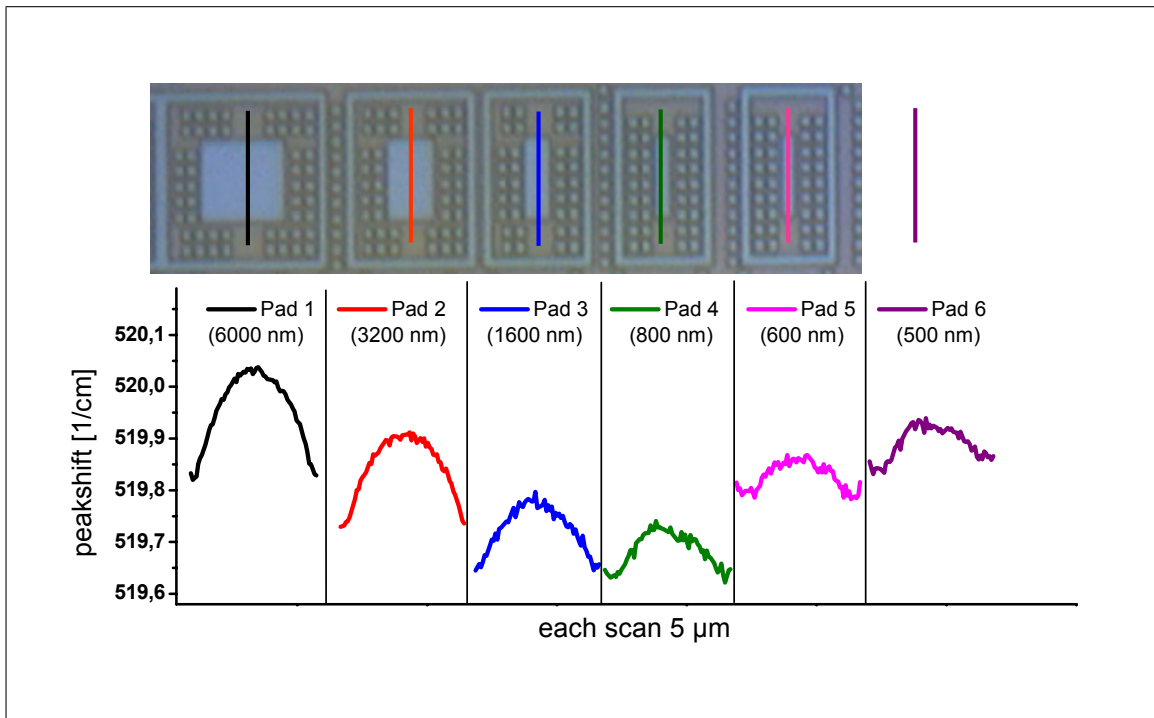 Pad 1 Pad 2 Pad 3 Pad 4 Pad 5 Pad 6
(6000 nm) (3200 nm) (1600 nm) (800 nm) (600 nm) (500 nm)
520,1
520,0
519,9
519,8
519,7
519,6
peakshift [1/cm]
each scan 5 µm